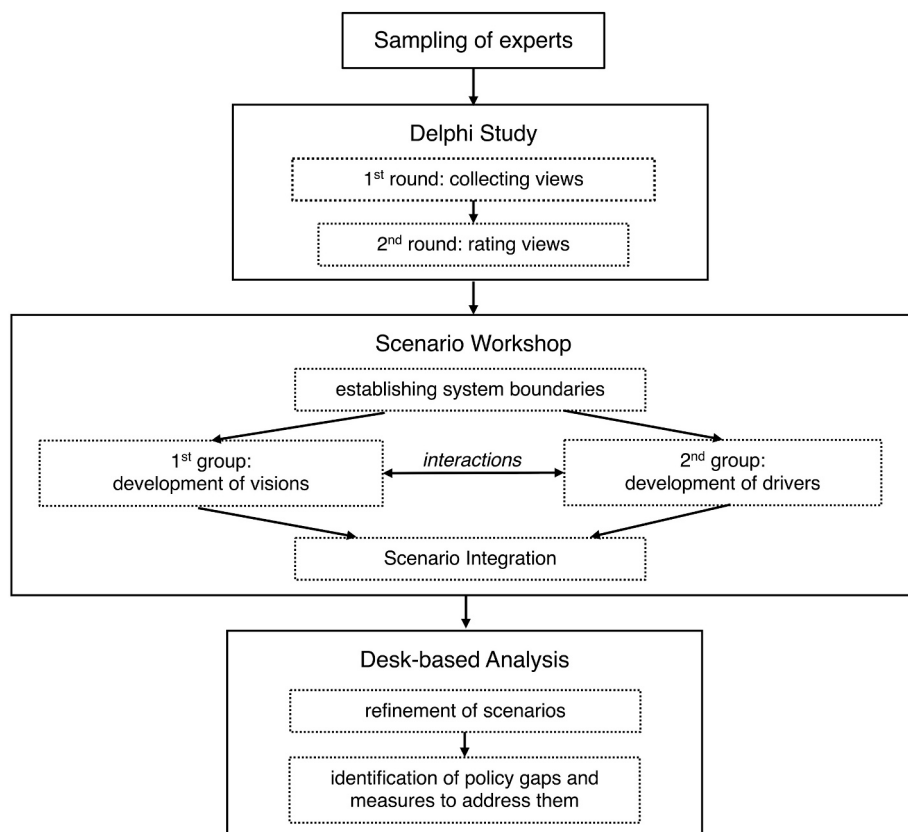 Sampling of experts
Delphi Study
1st round: collecting views
2nd round: rating views
Scenario Workshop
establishing system boundaries
1st group:
development of visions
interactions
2nd group:
development of drivers
Scenario Integration
Desk-based Analysis
refinement of scenarios
identification of policy gaps and
measures to address them